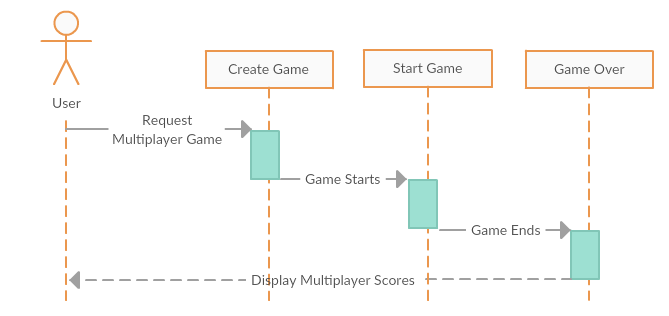 Create Game
Start Game
Game Over
User
Request
Multiplayer Game
Game Starts
Game Ends
Display Multiplayer Scores